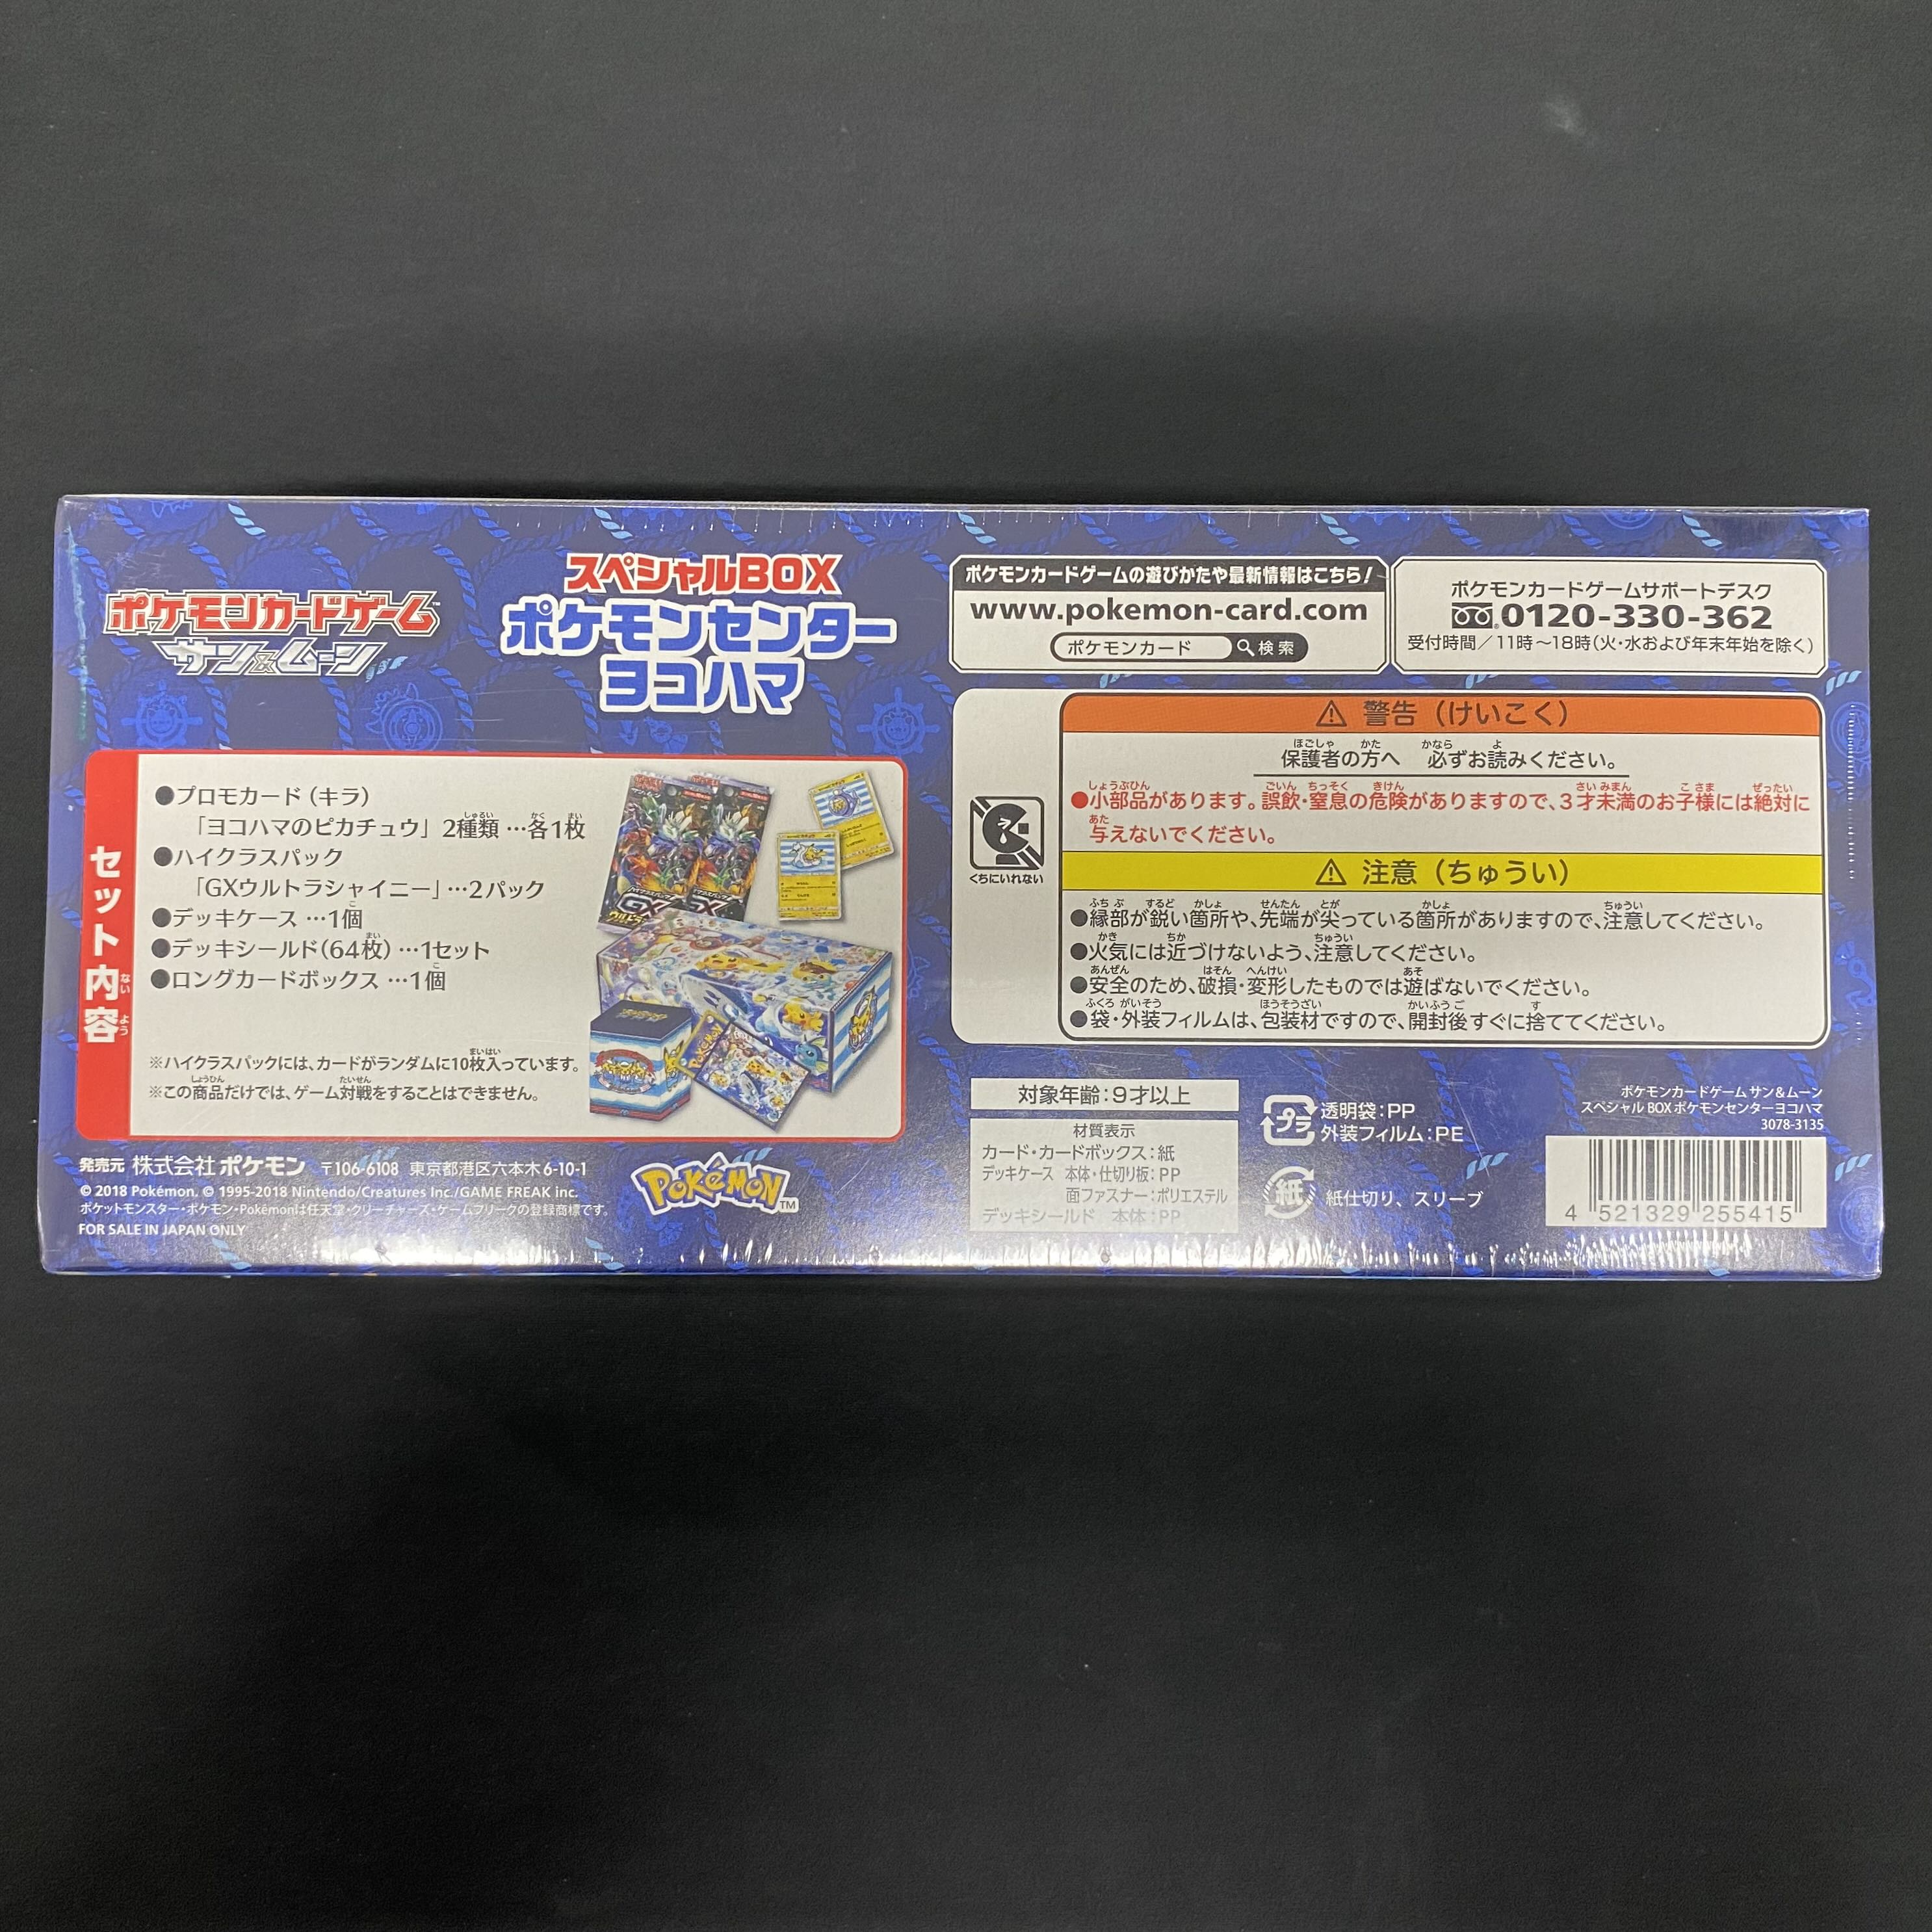 ポケモンカードゲーム
サン&ムーン
スペシャルBOX
ポケモンセンター
ヨコハマ
セット内容
ない よう
●プロモカード（キラ）
「ヨコハマのピカチュウ」2種類…各1枚
●ハイクラスパック
「GXウルトラシャイニー」…2パック
●デッキケース…1個
●デッキシールド（64枚）…1セット
●ロングカードボックス…1個
※ハイクラスパックには、カードがランダムに10枚入っています。
※この商品だけでは、ゲーム対戦をすることはできません。
発売元 株式会社ポケモン 〒106-6108 東京都港区六本木6-10-1
© 2018 Pokémon. © 1995-2018 Nintendo/Creatures Inc./GAME FREAK inc.
ポケットモンスター・ポケモン・Pokémonは任天堂・クリーチャーズ・ゲームフリークの登録商標です。
FOR SALE IN JAPAN ONLY
POKéMON™
ポケモンカードゲームの遊びかたや最新情報はこちら!
www.pokemon-card.com
ポケモンカード 検索
ポケモンカードゲームサポートデスク
0120-330-362
受付時間／11時～18時（火・水および年末年始を除く）
くちにいれない
⚠ 警告（けいこく）
保護者の方へ 必ずお読みください。
●小部品があります。誤飲・窒息の危険がありますので、3才未満のお子様には絶対に
与えないでください。
⚠ 注意（ちゅうい）
●縁部が鋭い箇所や、先端が尖っている箇所がありますので、注意してください。
●火気には近づけないよう、注意してください。
●安全のため、破損・変形したものでは遊ばないでください。
●袋・外装フィルムは、包装材ですので、開封後すぐに捨ててください。
対象年齢：9才以上
材質表示
カード・カードボックス：紙
デッキケース 本体・仕切り板：PP
面ファスナー：ポリエステル
デッキシールド 本体：PP
プラ
透明袋：PP
外装フィルム：PE
紙
紙仕切り、スリーブ
ポケモンカードゲーム サン&ムーン
スペシャル BOX ポケモンセンターヨコハマ
3078-3135
4 521329 255415